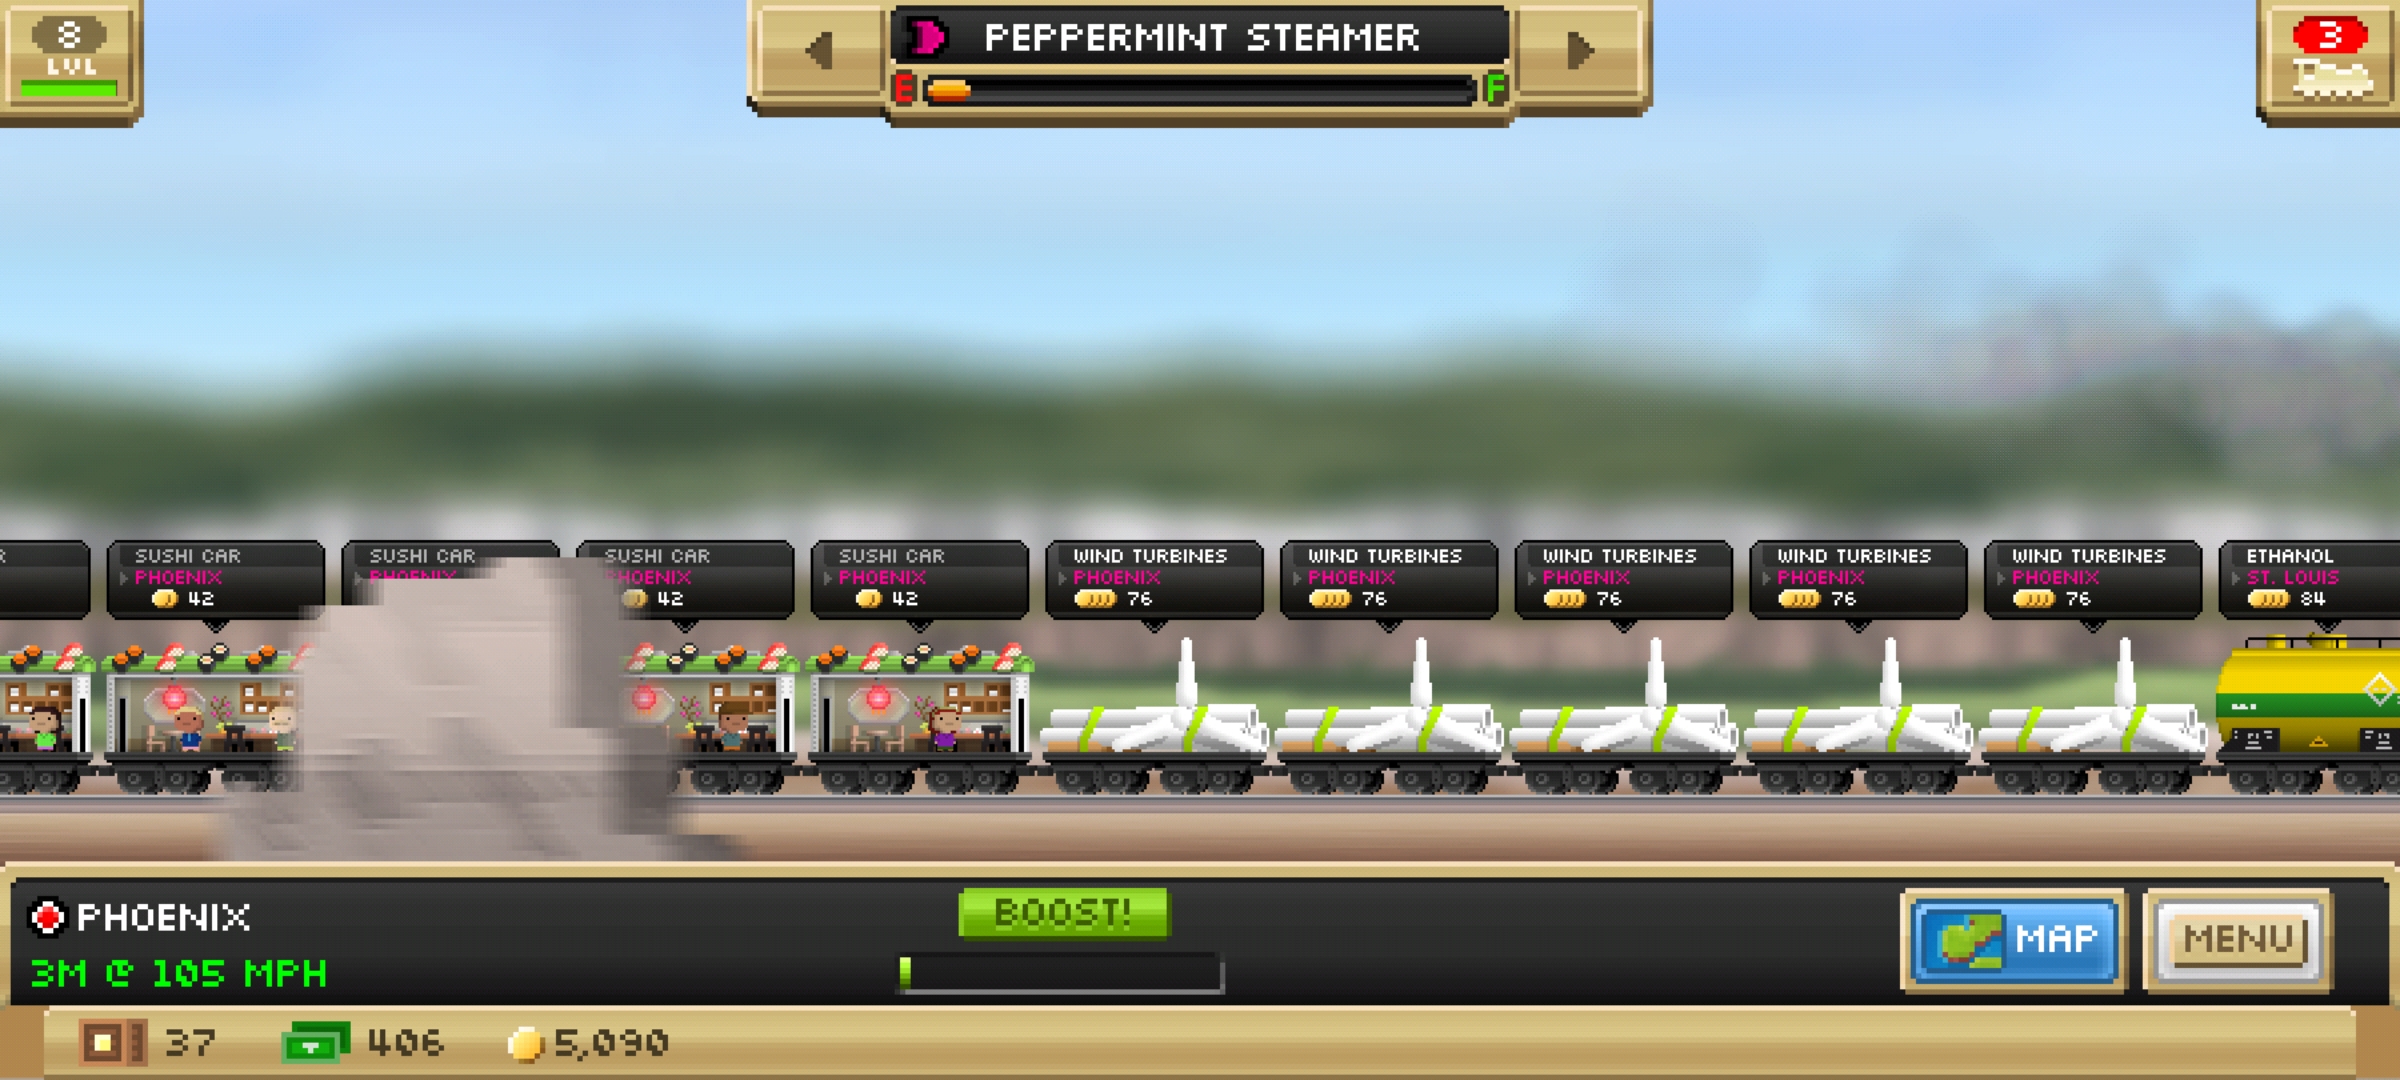 8
LVL
PEPPERMINT STEAMER
E
F
3
R
SUSHI CAR
PHOENIX
42
SUSHI CAR
PHOENIX
SUSHI CAR
PHOENIX
42
SUSHI CAR
PHOENIX
42
WIND TURBINES
PHOENIX
76
WIND TURBINES
PHOENIX
76
WIND TURBINES
PHOENIX
76
WIND TURBINES
PHOENIX
76
WIND TURBINES
PHOENIX
76
ETHANOL
ST. LOUIS
84
PHOENIX
3M @ 105 MPH
BOOST!
MAP
MENU
37
406
5,090